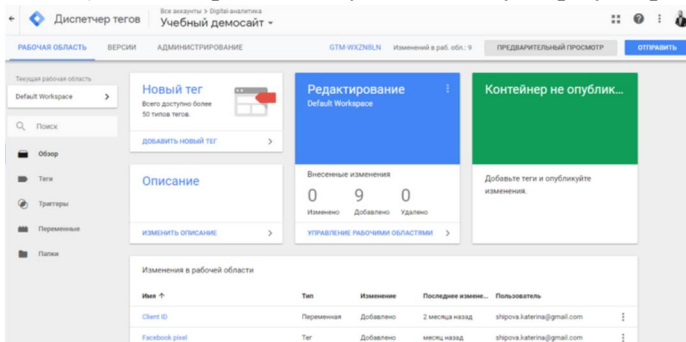 Диспетчер тегов
Все аккаунты > Digital-аналитика
Учебный демосайт
РАБОЧАЯ ОБЛАСТЬ ВЕРСИИ АДМИНИСТРИРОВАНИЕ GTM-WXZN8LN Изменений в раб. обл.: 9 ПРЕДВАРИТЕЛЬНЫЙ ПРОСМОТР ОТПРАВИТЬ
Текущая рабочая область
Default Workspace
Поиск
Обзор
Теги
Триггеры
Переменные
Папки
Новый тег
Всего доступно более
50 типов тегов.
ДОБАВИТЬ НОВЫЙ ТЕГ
Описание
ИЗМЕНИТЬ ОПИСАНИЕ
Редактирование
Default Workspace
Внесенные изменения
0 9 0
Изменено Добавлено Удалено
УПРАВЛЕНИЕ РАБОЧИМИ ОБЛАСТЯМИ
Контейнер не опублик...
Добавьте теги и опубликуйте
изменения.
Изменения в рабочей области
Имя ↑ Тип Изменение Последнее измене... Пользователь
Client ID Переменная Добавлено 2 месяца назад shipova.katerina@gmail.com
Facebook pixel Тег Добавлено месяц назад shipova.katerina@gmail.com